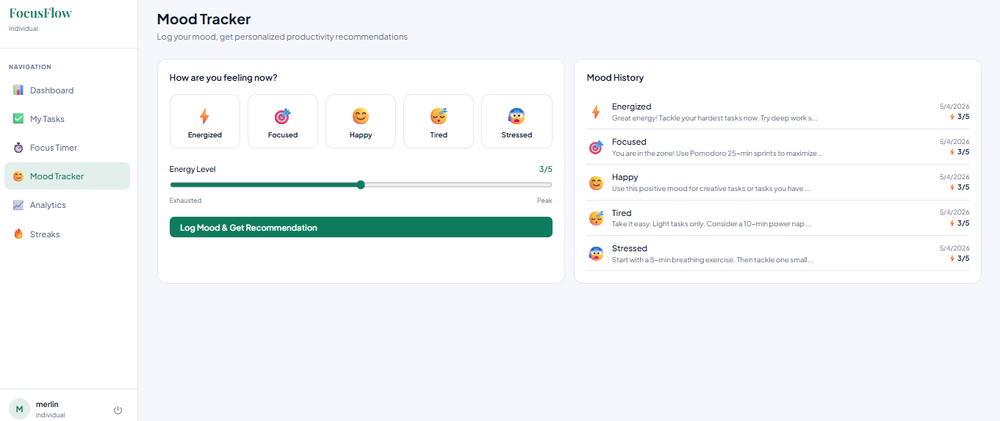 FocusFlow
Individual
NAVIGATION
Dashboard
My Tasks
Focus Timer
Mood Tracker
Analytics
Streaks
M
merlin
individual
Mood Tracker
Log your mood, get personalized productivity recommendations
How are you feeling now?
Energized
Focused
Happy
Tired
Stressed
Energy Level 3/5
Exhausted Peak
Log Mood & Get Recommendation
Mood History
Energized 5/4/2026
Great energy! Tackle your hardest tasks now. Try deep work s... 3/5
Focused 5/4/2026
You are in the zone! Use Pomodoro 25-min sprints to maximize... 3/5
Happy 5/4/2026
Use this positive mood for creative tasks or tasks you have ... 3/5
Tired 5/4/2026
Take it easy. Light tasks only. Consider a 10-min power nap ... 3/5
Stressed 5/4/2026
Start with a 5-min breathing exercise. Then tackle one small... 3/5